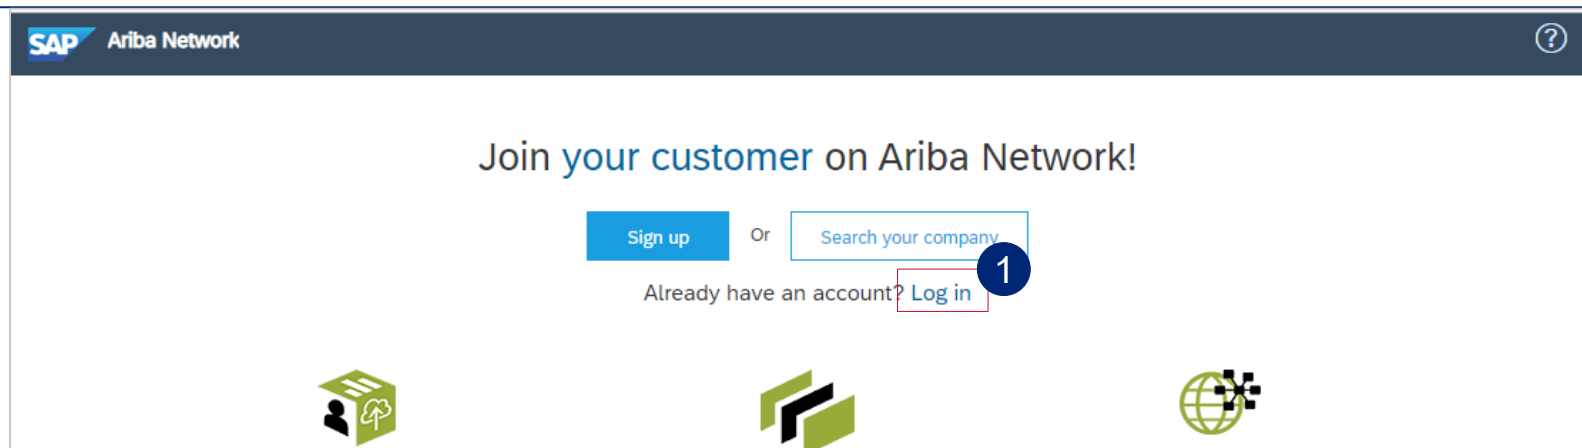 SAP Ariba Network ?
Join your customer on Ariba Network!
Sign up Or Search your company
1
Already have an account? Log in